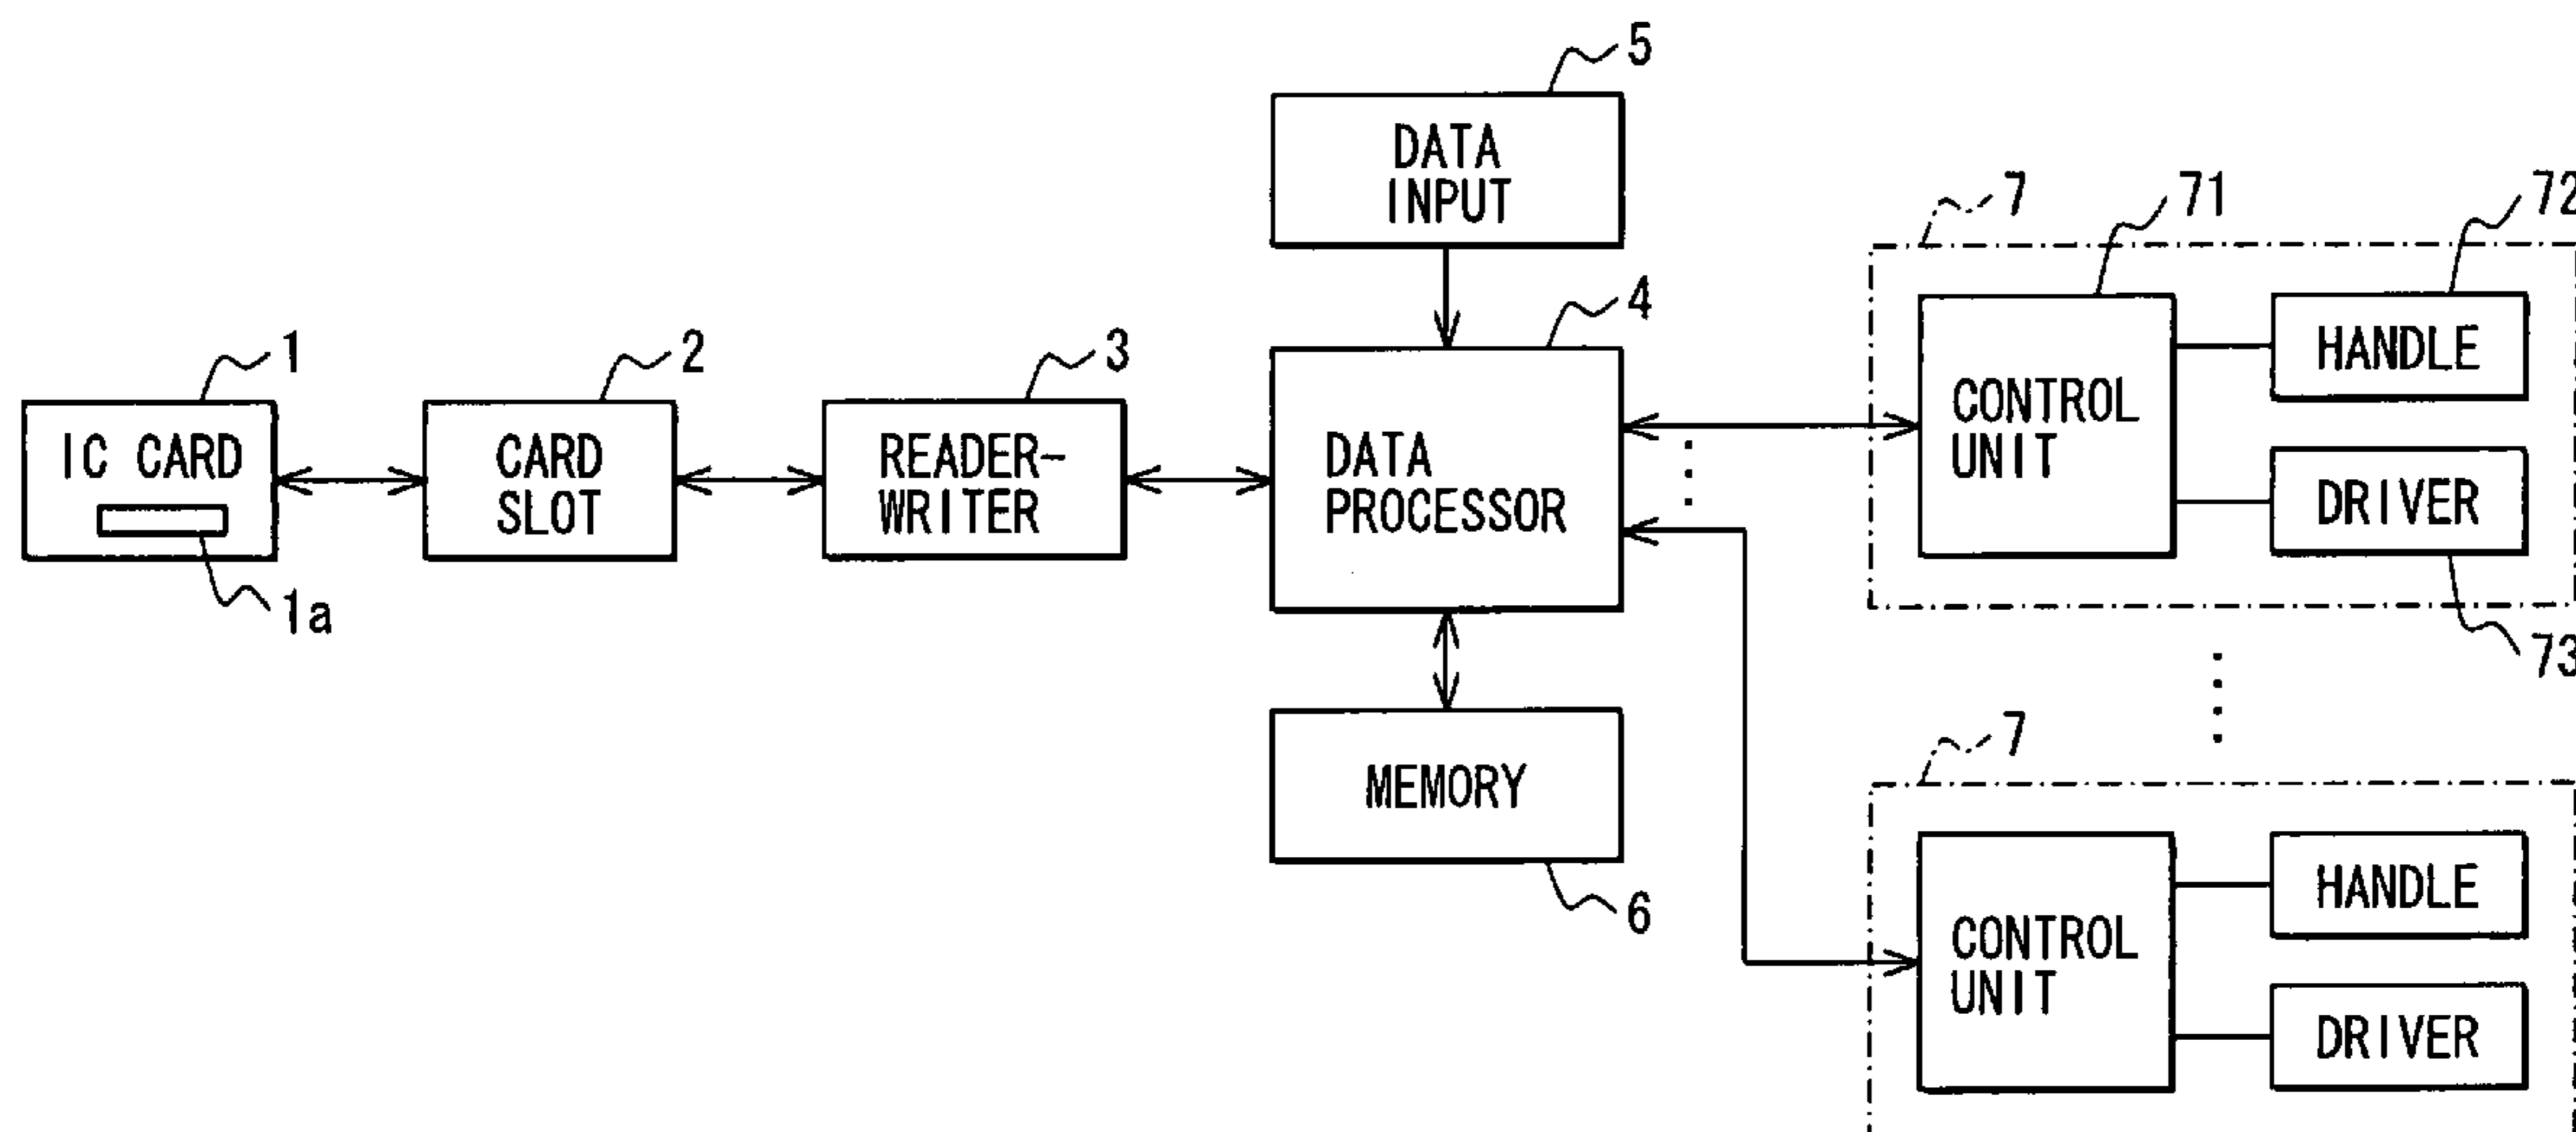 5
DATA
INPUT
7
71
72
1
2
3
4
HANDLE
IC CARD
CARD
SLOT
READER-
WRITER
DATA
PROCESSOR
CONTROL
UNIT
DRIVER
1a
73
MEMORY
6
7
HANDLE
CONTROL
UNIT
DRIVER